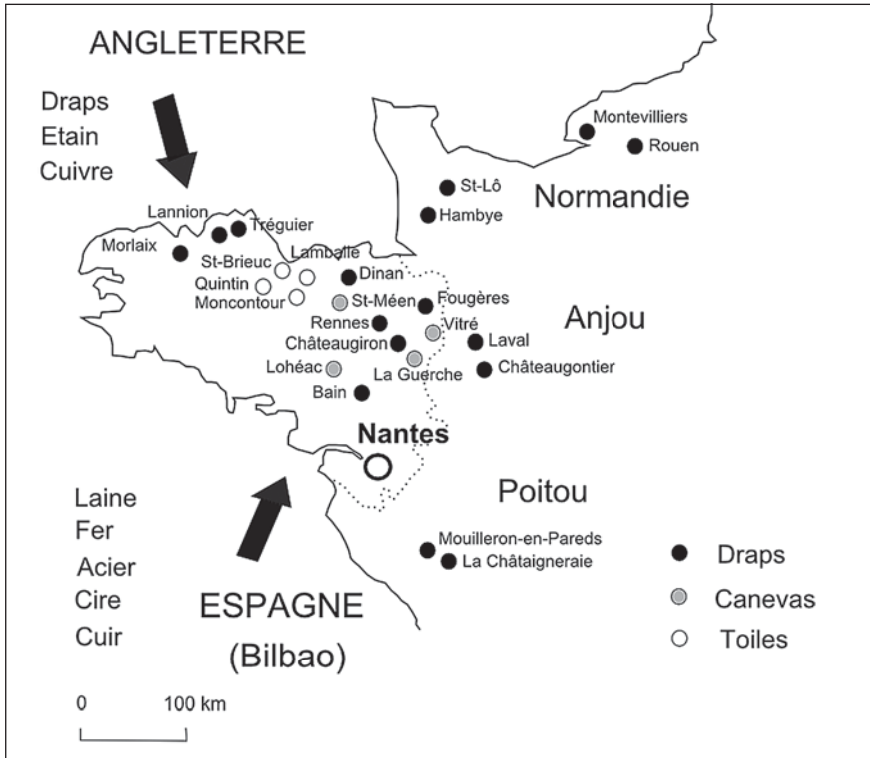 ANGLETERRE
Draps
Etain
Cuivre
Montevilliers
Rouen
St-Lô
Normandie
Hambye
Lannion
Tréguier
Morlaix
Lamballe
St-Brieuc
Dinan
Quintin
St-Méen
Fougères
Moncontour
Anjou
Rennes
Vitré
Laval
Châteaugiron
Châteaugontier
Lohéac
La Guerche
Bain
Nantes
Laine
Poitou
Fer
Mouilleron-en-Pareds
Draps
Acier
La Châtaigneraie
Cire
ESPAGNE
Canevas
Cuir
(Bilbao)
Toiles
0 100 km